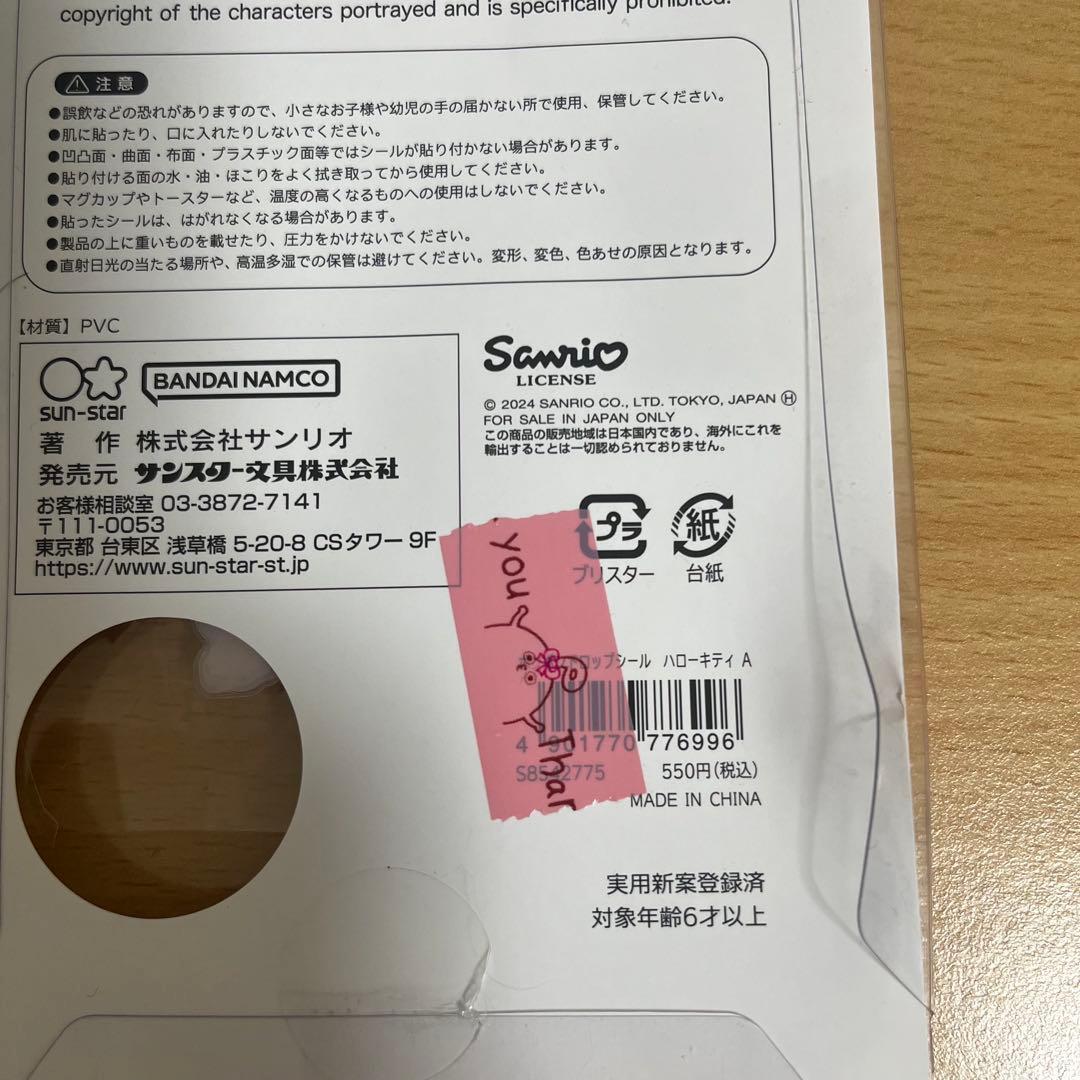 copyright of the characters portrayed and is specifically prohibited.
注意
●誤飲などの恐れがありますので、小さなお子様や幼児の手の届かない所で使用、保管してください。
●肌に貼ったり、口に入れたりしないでください。
●凹凸面・曲面・布面・プラスチック面等ではシールが貼り付かない場合があります。
●貼り付ける面の水・油・ほこりをよく拭き取ってから使用してください。
●マグカップやトースターなど、温度の高くなるものへの使用はしないでください。
●貼ったシールは、はがれなくなる場合があります。
●製品の上に重いものを載せたり、圧力をかけないでください。
●直射日光の当たる場所や、高温多湿での保管は避けてください。変形、変色、色あせの原因となります。
【材質】PVC
sun-star
BANDAI NAMCO
著 作 株式会社サンリオ
発売元 サンスター文具株式会社
お客様相談室 03-3872-7141
〒111-0053
東京都 台東区 浅草橋 5-20-8 CSタワー 9F
https://www.sun-star-st.jp
Sanrio
LICENSE
© 2024 SANRIO CO., LTD. TOKYO, JAPAN Ⓗ
FOR SALE IN JAPAN ONLY
この商品の販売地域は日本国内であり、海外にこれを
輸出することは一切認められておりません。
プラ
ブリスター
紙
台紙
you
Than
ドロップシール ハローキティ A
4 901770 776996
S8542775
550円(税込)
MADE IN CHINA
実用新案登録済
対象年齢6才以上